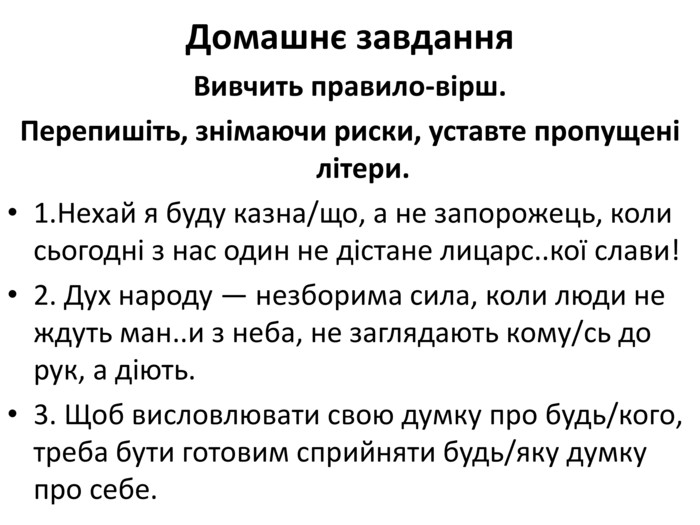 Домашнє завдання
Вивчить правило-вірш.
Перепишіть, знімаючи риски, уставте пропущені
літери.
• 1.Нехай я буду казна/що, а не запорожець, коли
сьогодні з нас один не дістане лицарс..кої слави!
• 2. Дух народу — незборима сила, коли люди не
ждуть ман..и з неба, не заглядають кому/сь до
рук, а діють.
• 3. Щоб висловлювати свою думку про будь/кого,
треба бути готовим сприйняти будь/яку думку
про себе.